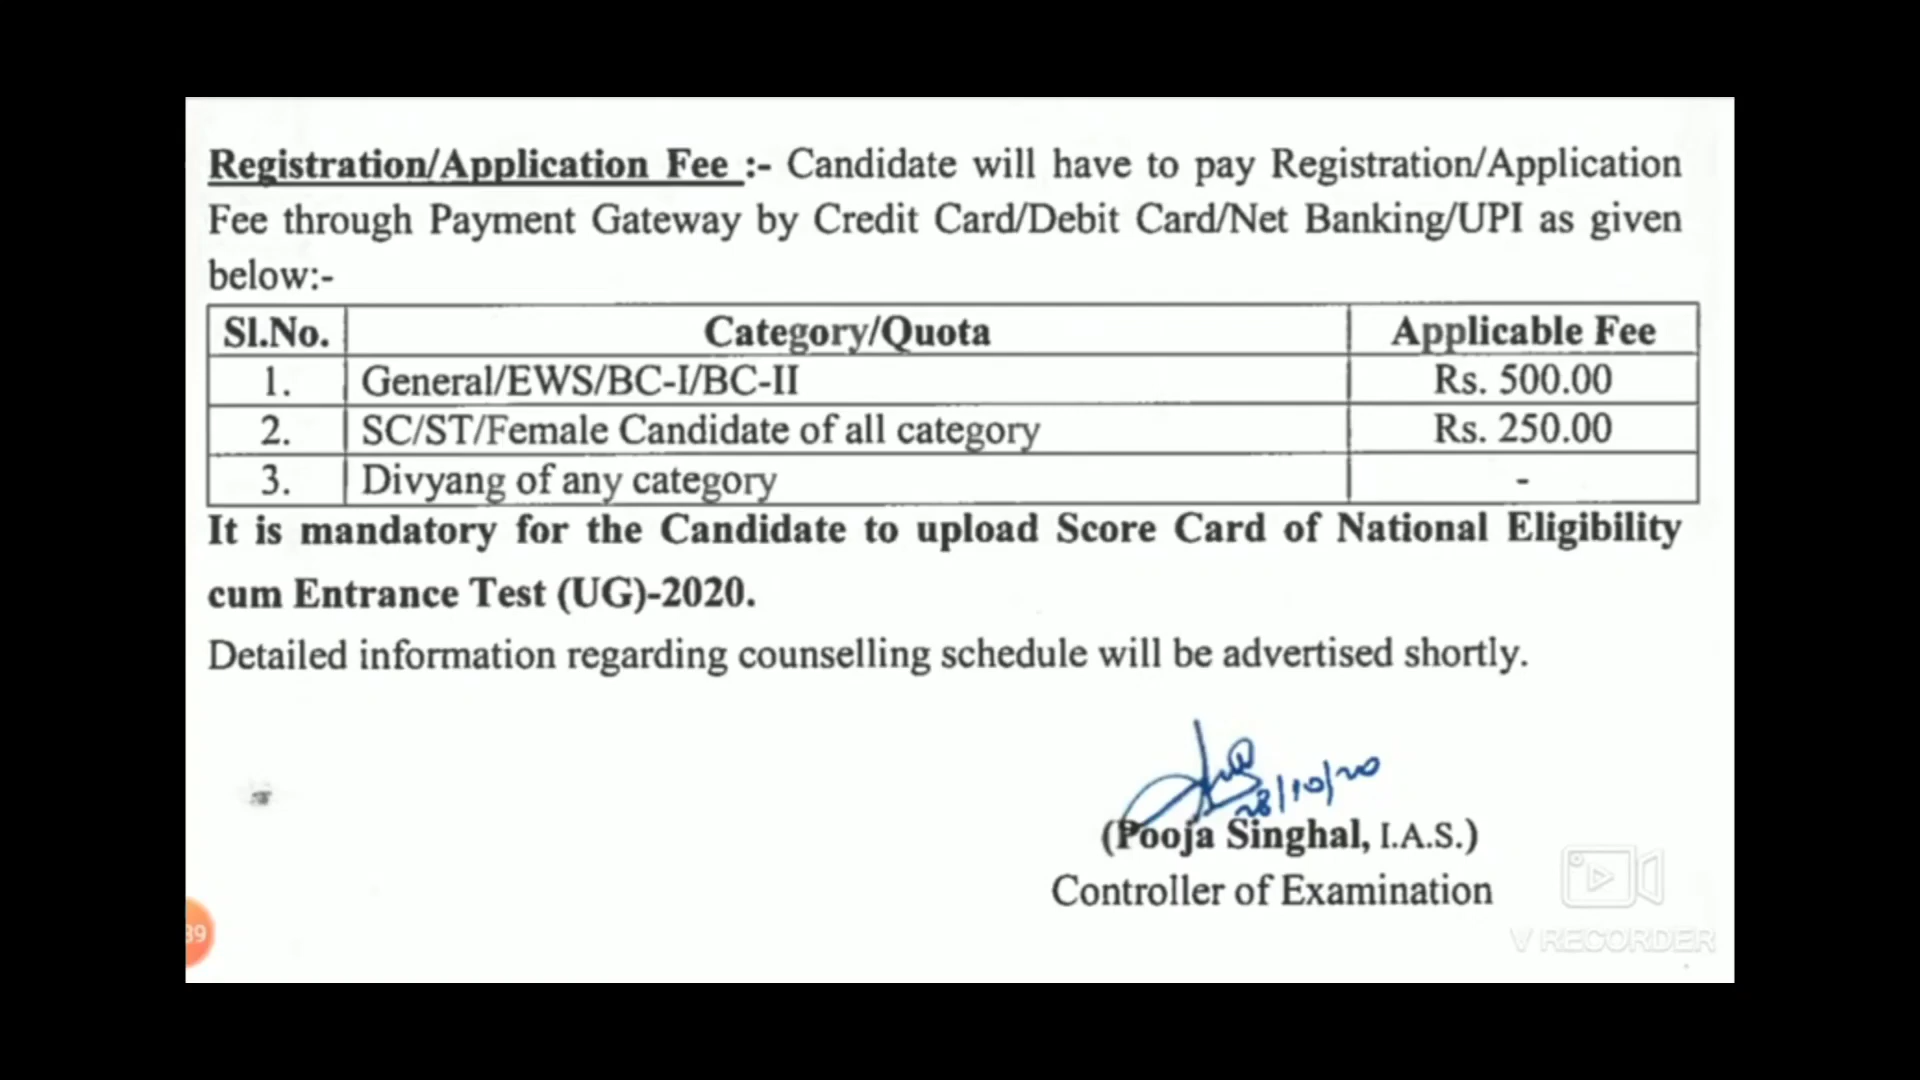 Registration/Application Fee :- Candidate will have to pay Registration/Application
Fee through Payment Gateway by Credit Card/Debit Card/Net Banking/UPI as given
below:-
Sl.No. Category/Quota Applicable Fee
1. General/EWS/BC-I/BC-II Rs. 500.00
2. SC/ST/Female Candidate of all category Rs. 250.00
3. Divyang of any category -
It is mandatory for the Candidate to upload Score Card of National Eligibility
cum Entrance Test (UG)-2020.
Detailed information regarding counselling schedule will be advertised shortly.
28/10/20
(Pooja Singhal, I.A.S.)
Controller of Examination
39
V RECORDER